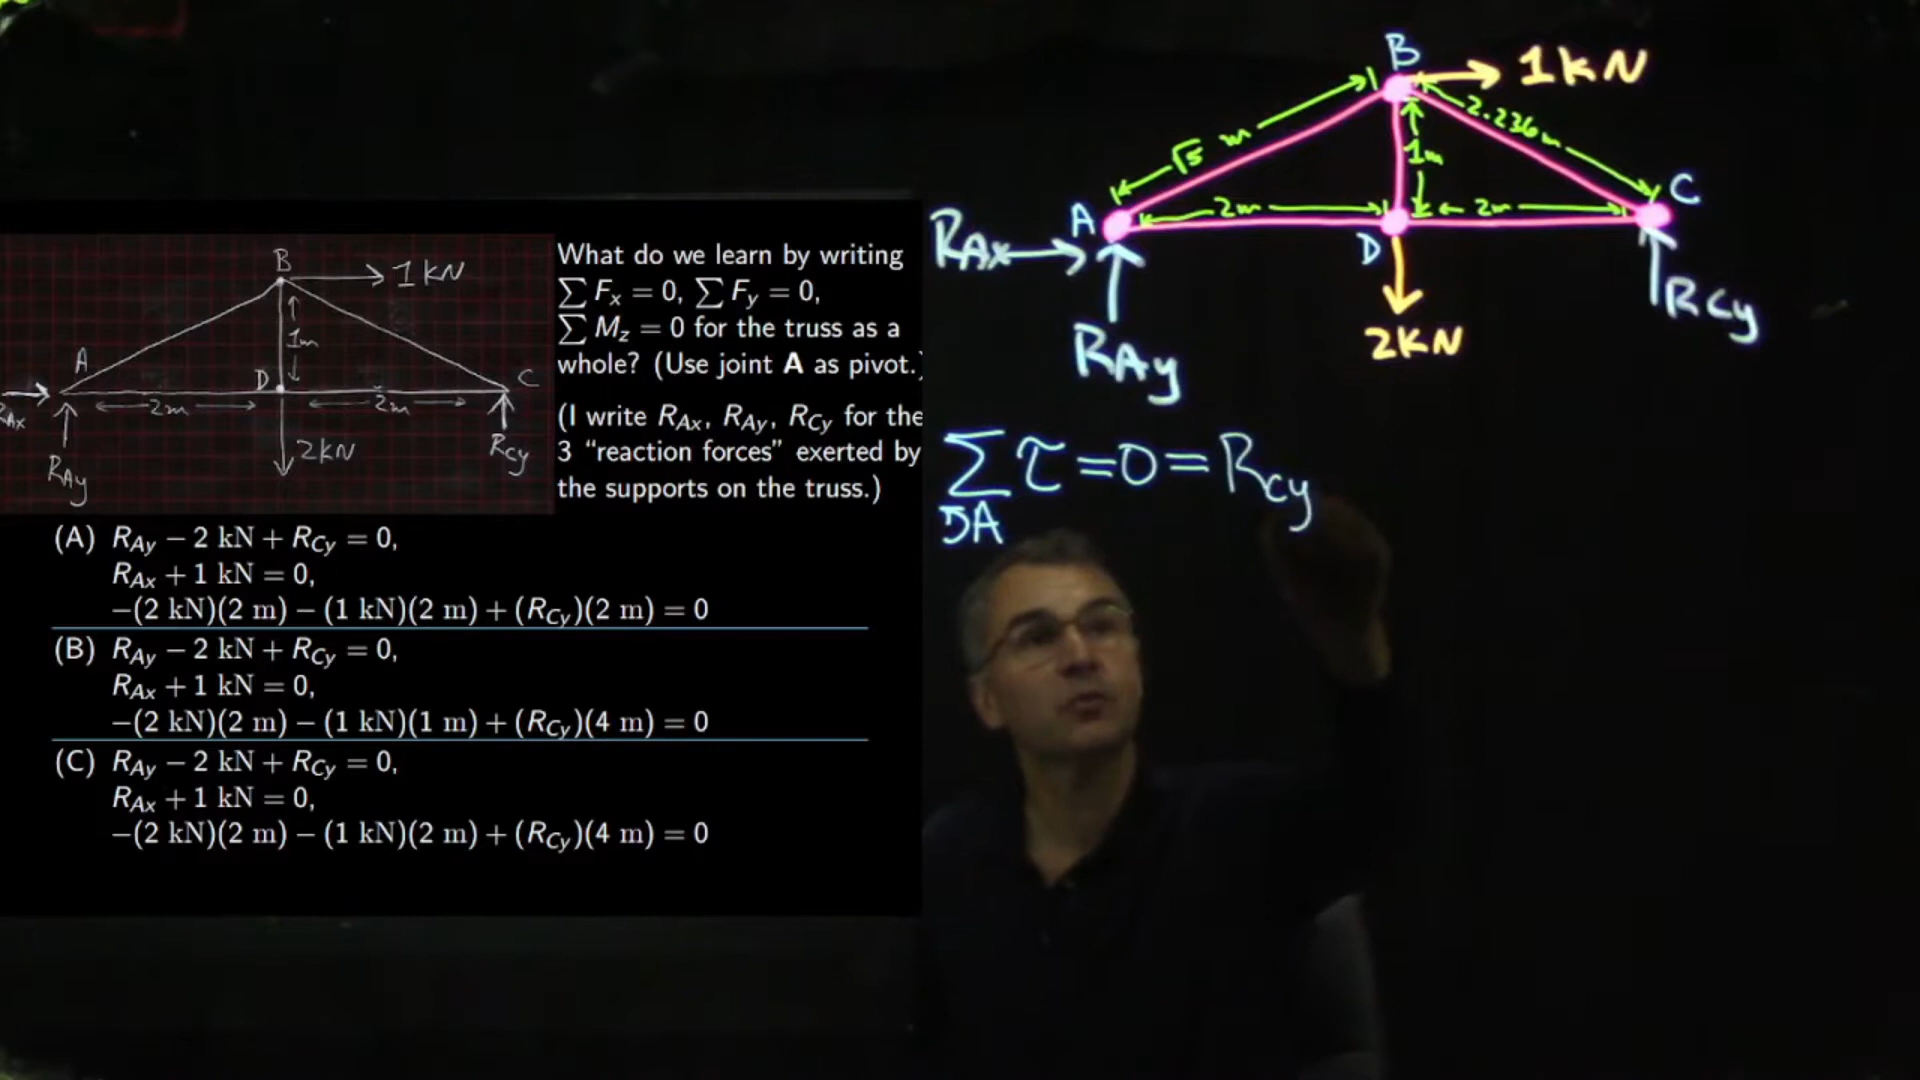 B
1 kN
1m
A
D
C
2m
2m
RAx
RAy
2KN
Rcy
What do we learn by writing
∑ Fx = 0, ∑ Fy = 0,
∑ Mz = 0 for the truss as a
whole? (Use joint A as pivot.)
(I write RAx, RAy, RCy for the
3 “reaction forces” exerted by
the supports on the truss.)
(A) RAy − 2 kN + RCy = 0,
RAx + 1 kN = 0,
−(2 kN)(2 m) − (1 kN)(2 m) + (RCy)(2 m) = 0
(B) RAy − 2 kN + RCy = 0,
RAx + 1 kN = 0,
−(2 kN)(2 m) − (1 kN)(1 m) + (RCy)(4 m) = 0
(C) RAy − 2 kN + RCy = 0,
RAx + 1 kN = 0,
−(2 kN)(2 m) − (1 kN)(2 m) + (RCy)(4 m) = 0
B
1kN
√5 m
2.236m
1m
A
2m
2m
C
D
RAx
RAy
2KN
RCy
∑ τ = 0 = Rcy